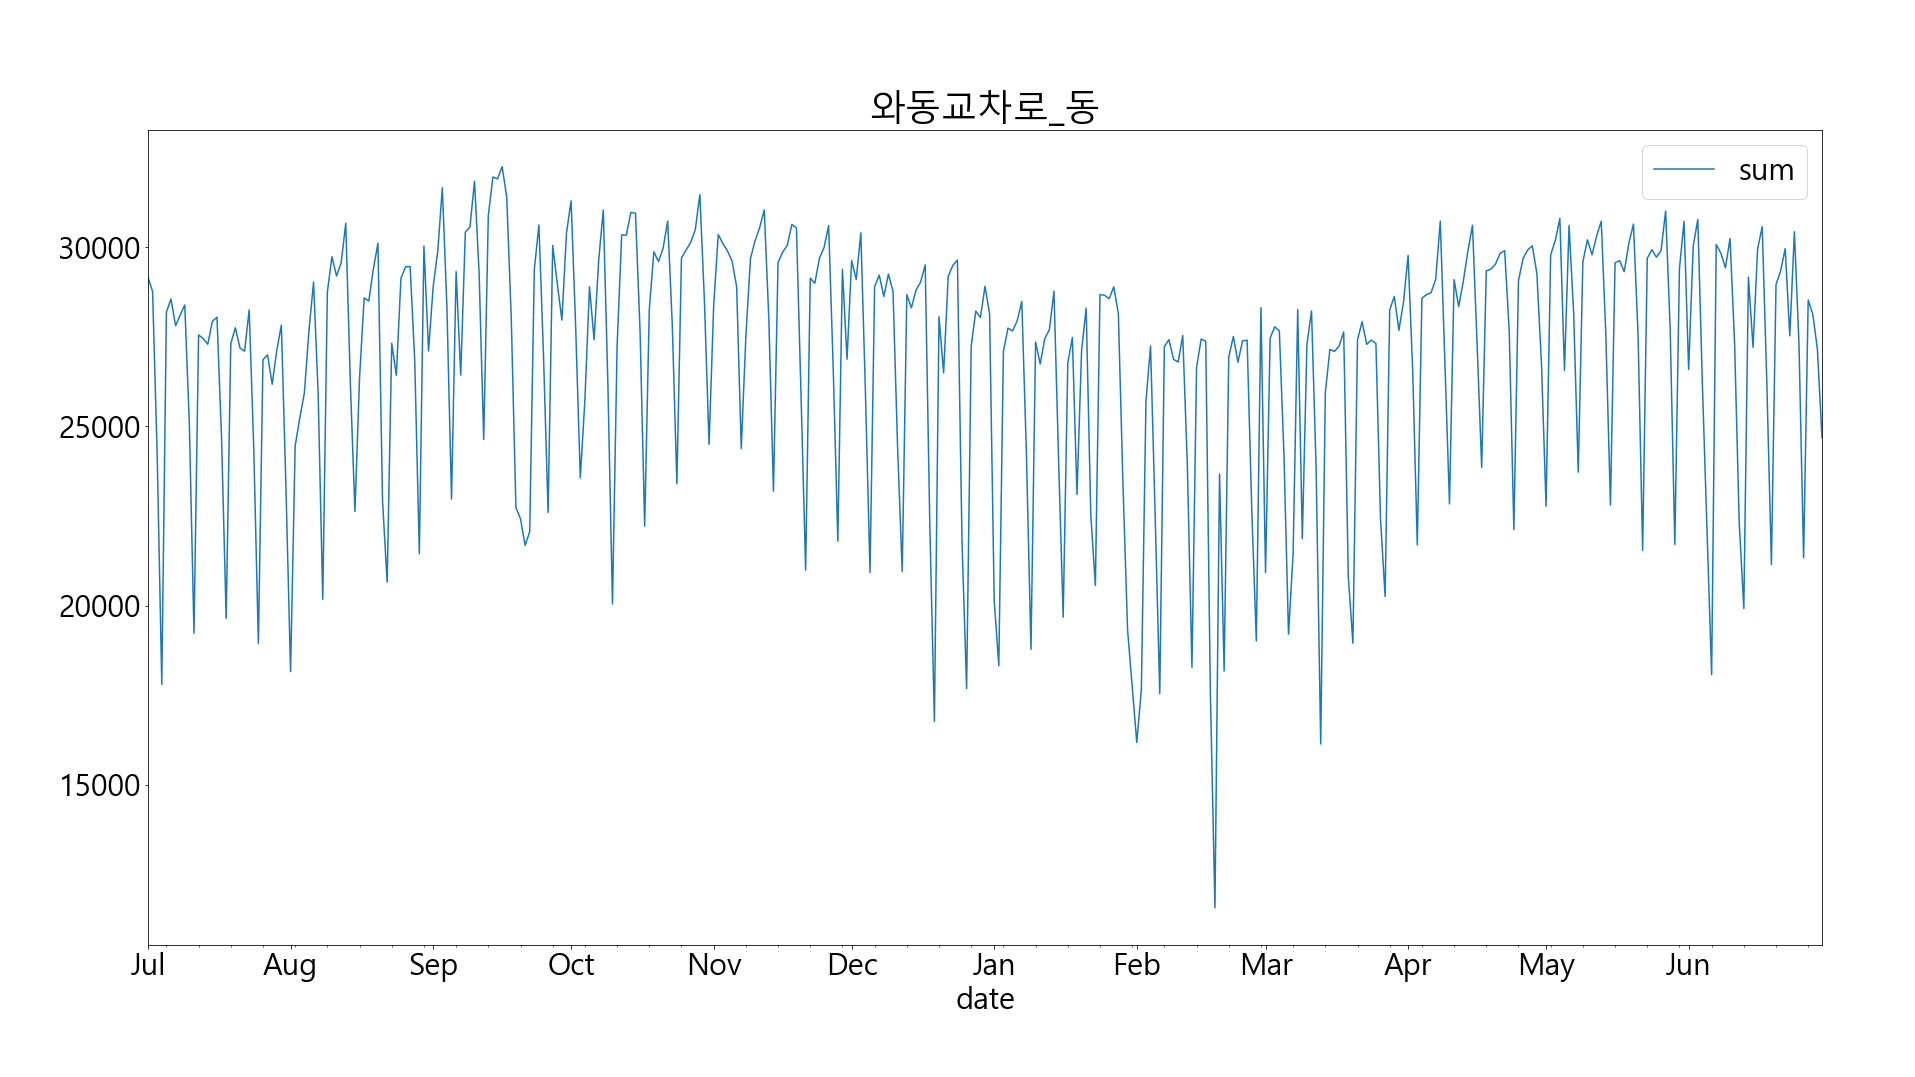 와동교차로_동
sum
30000
25000
20000
15000
Jul Aug Sep Oct Nov Dec Jan Feb Mar Apr May Jun
date